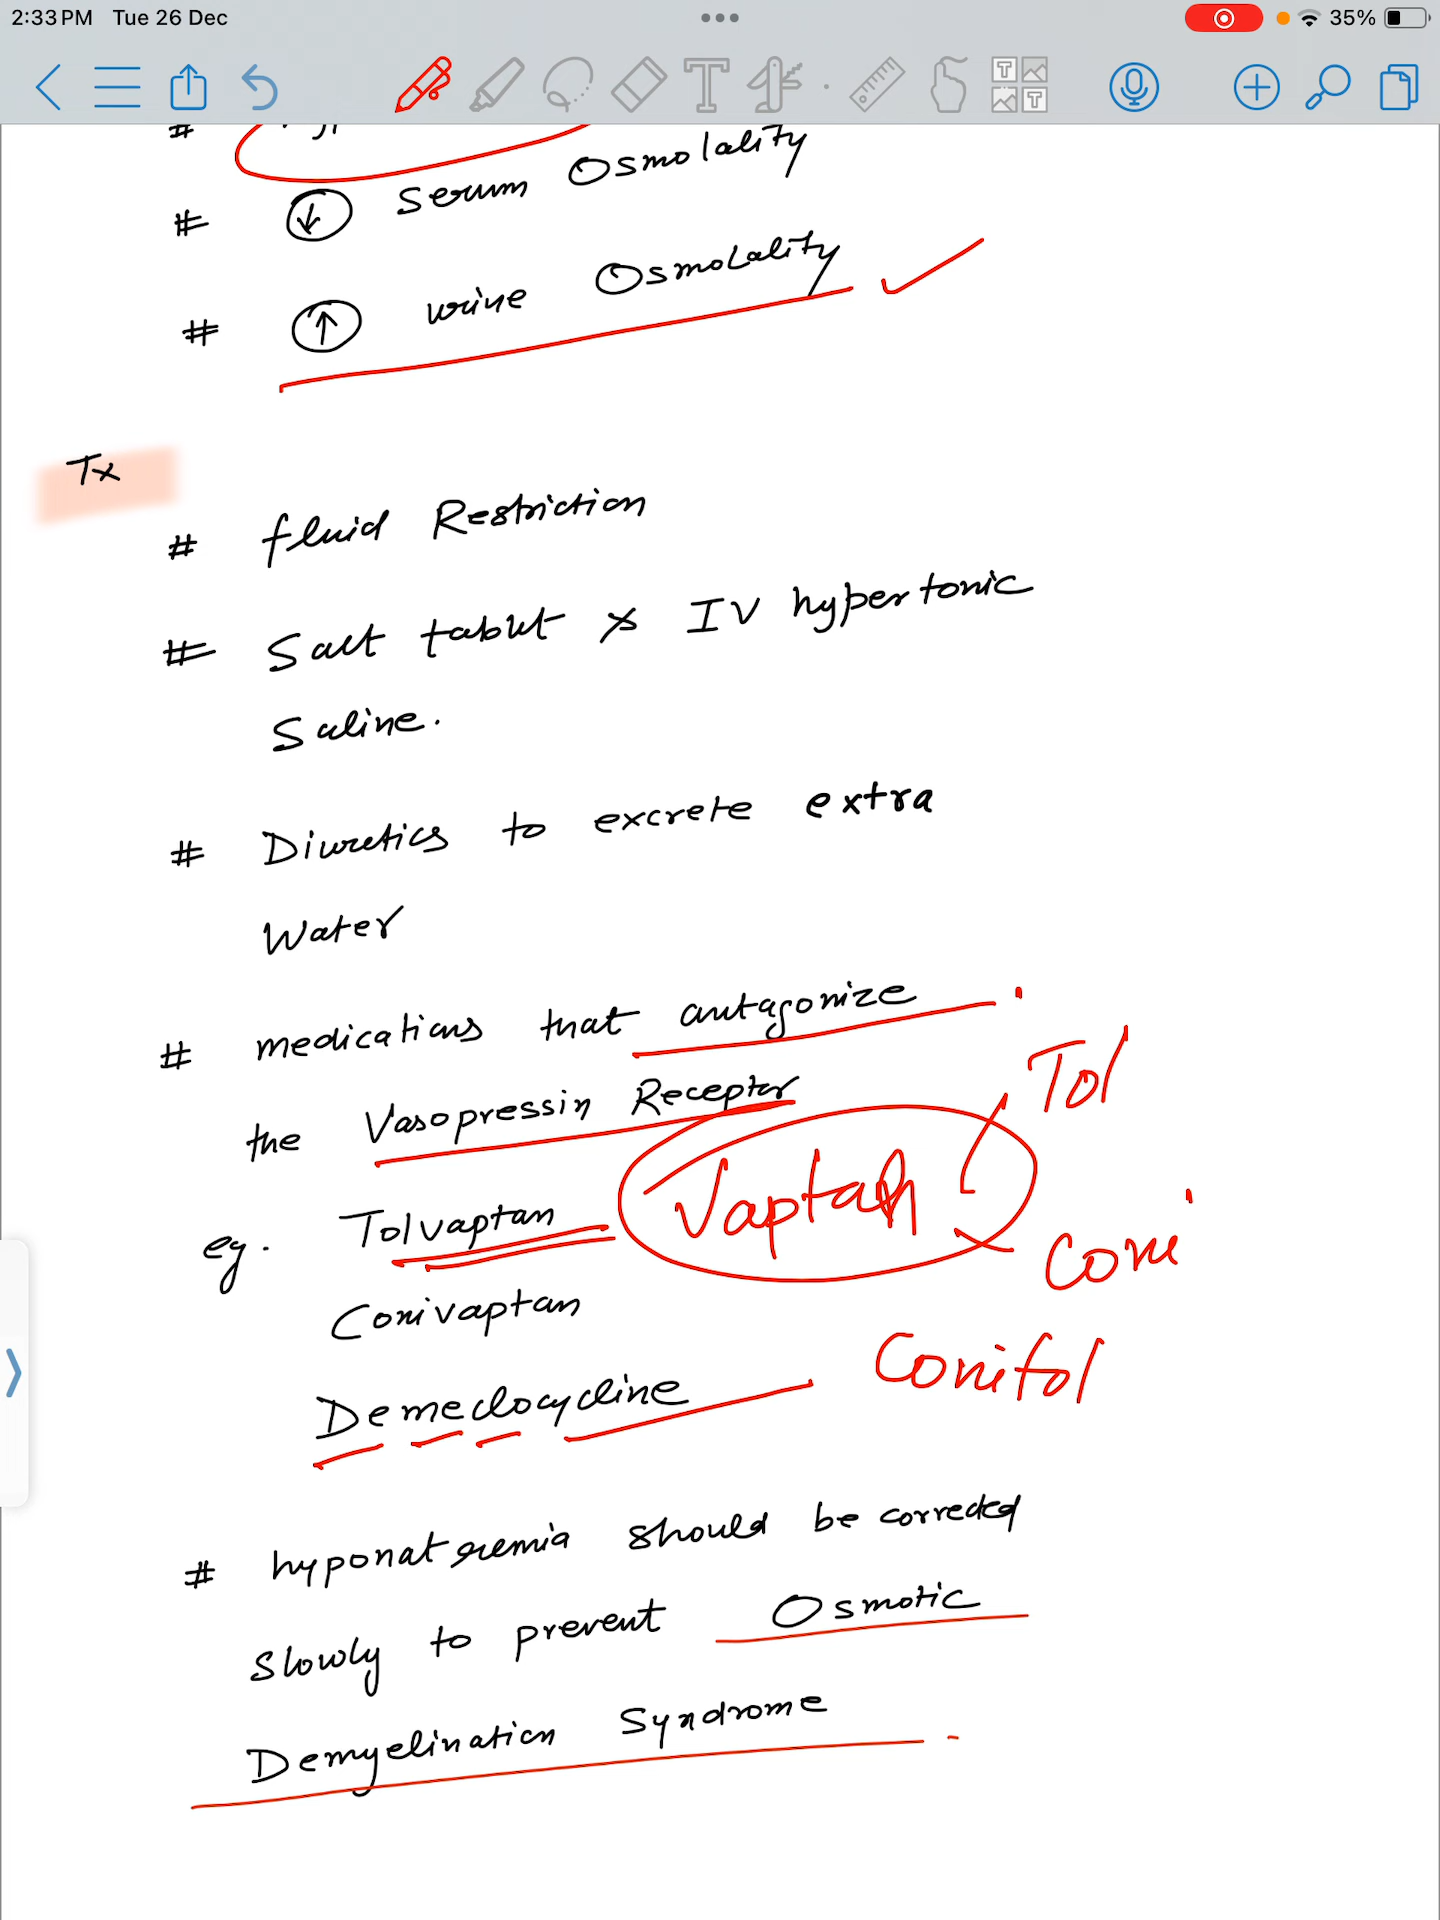 2:33 PM Tue 26 Dec
35%
# ↓ Serum Osmolality
# ↑ urine Osmolality
Tx
# fluid Restriction
# Salt tablet & IV hypertonic
Saline.
# Diuretics to excrete extra
Water
# medications that antagonize
the Vasopressin Receptor
Tol
eg. Tolvaptan Vaptan
Coni
Conivaptan
Conitol
Demeclocycline
# hyponatremia should be corrected
Slowly to prevent Osmotic
Demyelination Syndrome